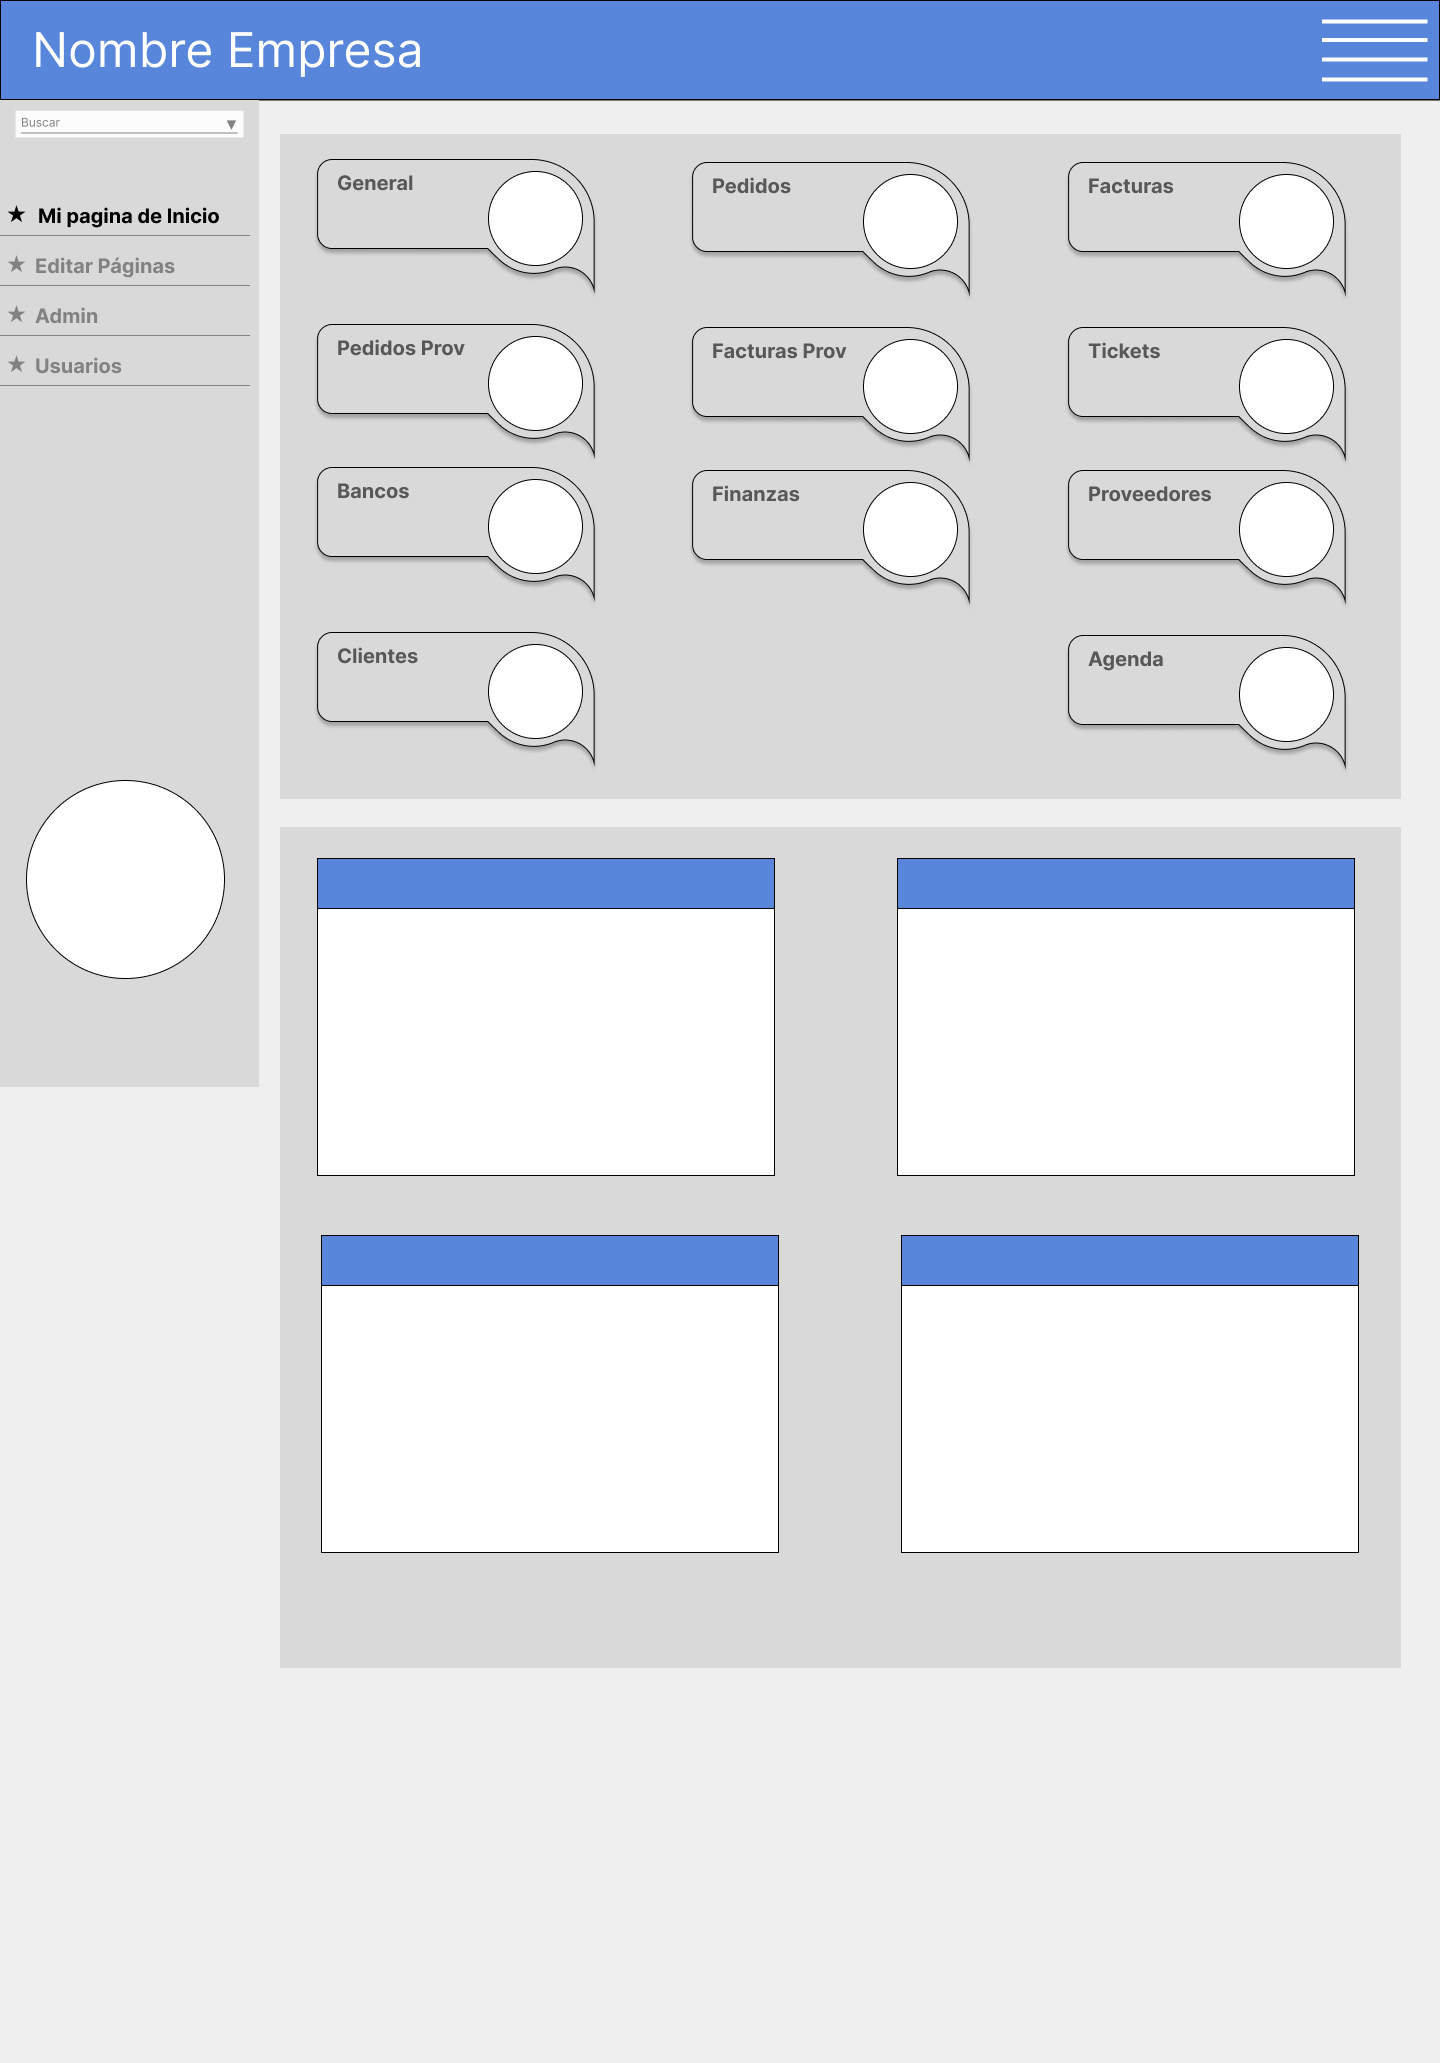 Nombre Empresa
Buscar
Mi pagina de Inicio
Editar Páginas
Admin
Usuarios
General
Pedidos
Facturas
Pedidos Prov
Facturas Prov
Tickets
Bancos
Finanzas
Proveedores
Clientes
Agenda